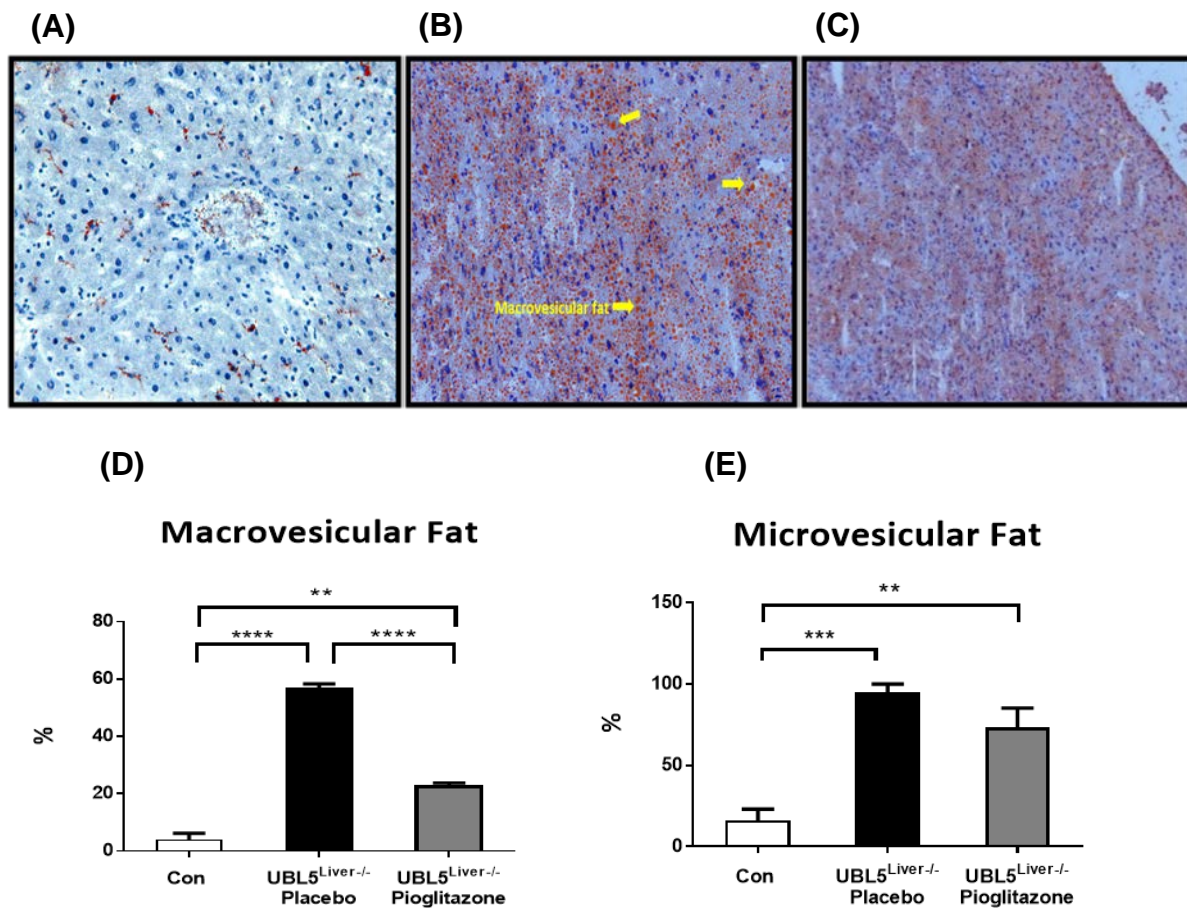 (A)
(B)
(C)
Macrovesicular fat
(D)
(E)
Macrovesicular Fat
Microvesicular Fat
**
****
****
80
60
40
20
0
%
Con
UBL5Liver-/-
Placebo
UBL5Liver-/-
Pioglitazone
**
***
150
100
50
0
%
Con
UBL5Liver-/-
Placebo
UBL5Liver-/-
Pioglitazone